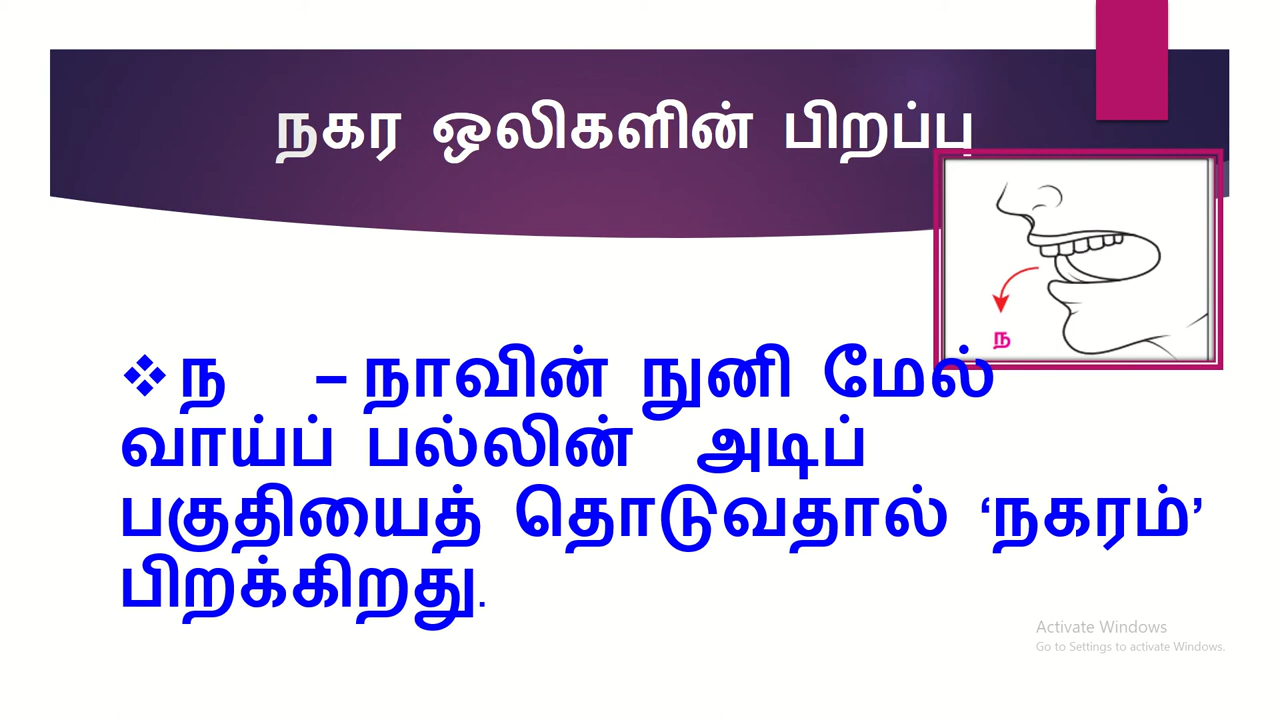 நகர ஒலிகளின் பிறப்பு
ந
❖ந – நாவின் நுனி மேல்
வாய்ப் பல்லின் அடிப்
பகுதியைத் தொடுவதால் ‘நகரம்’
பிறக்கிறது.
Activate Windows
Go to Settings to activate Windows.